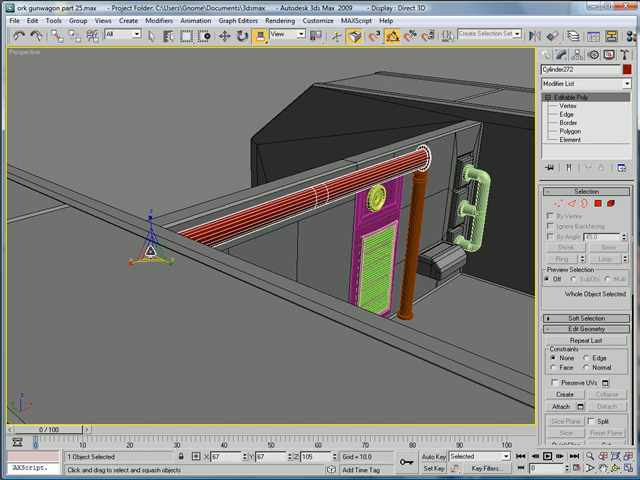 ork gunwagon part 25.max - Project Folder: C:\Users\Gnome\Documents\3dsmax - Autodesk 3ds Max 2009 - Display : Direct 3D
File Edit Tools Group Views Create Modifiers Animation Graph Editors Rendering Customize MAXScript Help
All View Create Selection Set
Perspective
Cylinder272
Modifier List
Editable Poly
Vertex
Edge
Border
Polygon
Element
Selection
By Vertex
Ignore Backfacing
By Angle: 45.0
Shrink Grow
Ring Loop
Preview Selection
Off SubObj Multi
Whole Object Selected
Soft Selection
Edit Geometry
Repeat Last
Constraints
None Edge
Face Normal
Preserve UVs
Create Collapse
Attach Detach
Slice Plane Split
Slice Reset Plane
QuickSlice Cut
0 / 100
0 10 20 30 40 50 60 70 80 90 100
1 Object Selected X: 67 Y: 67 Z: 105 Grid = 10.0 Auto Key Selected
AXScript. Click and drag to select and squash objects Add Time Tag Set Key Key Filters... 0